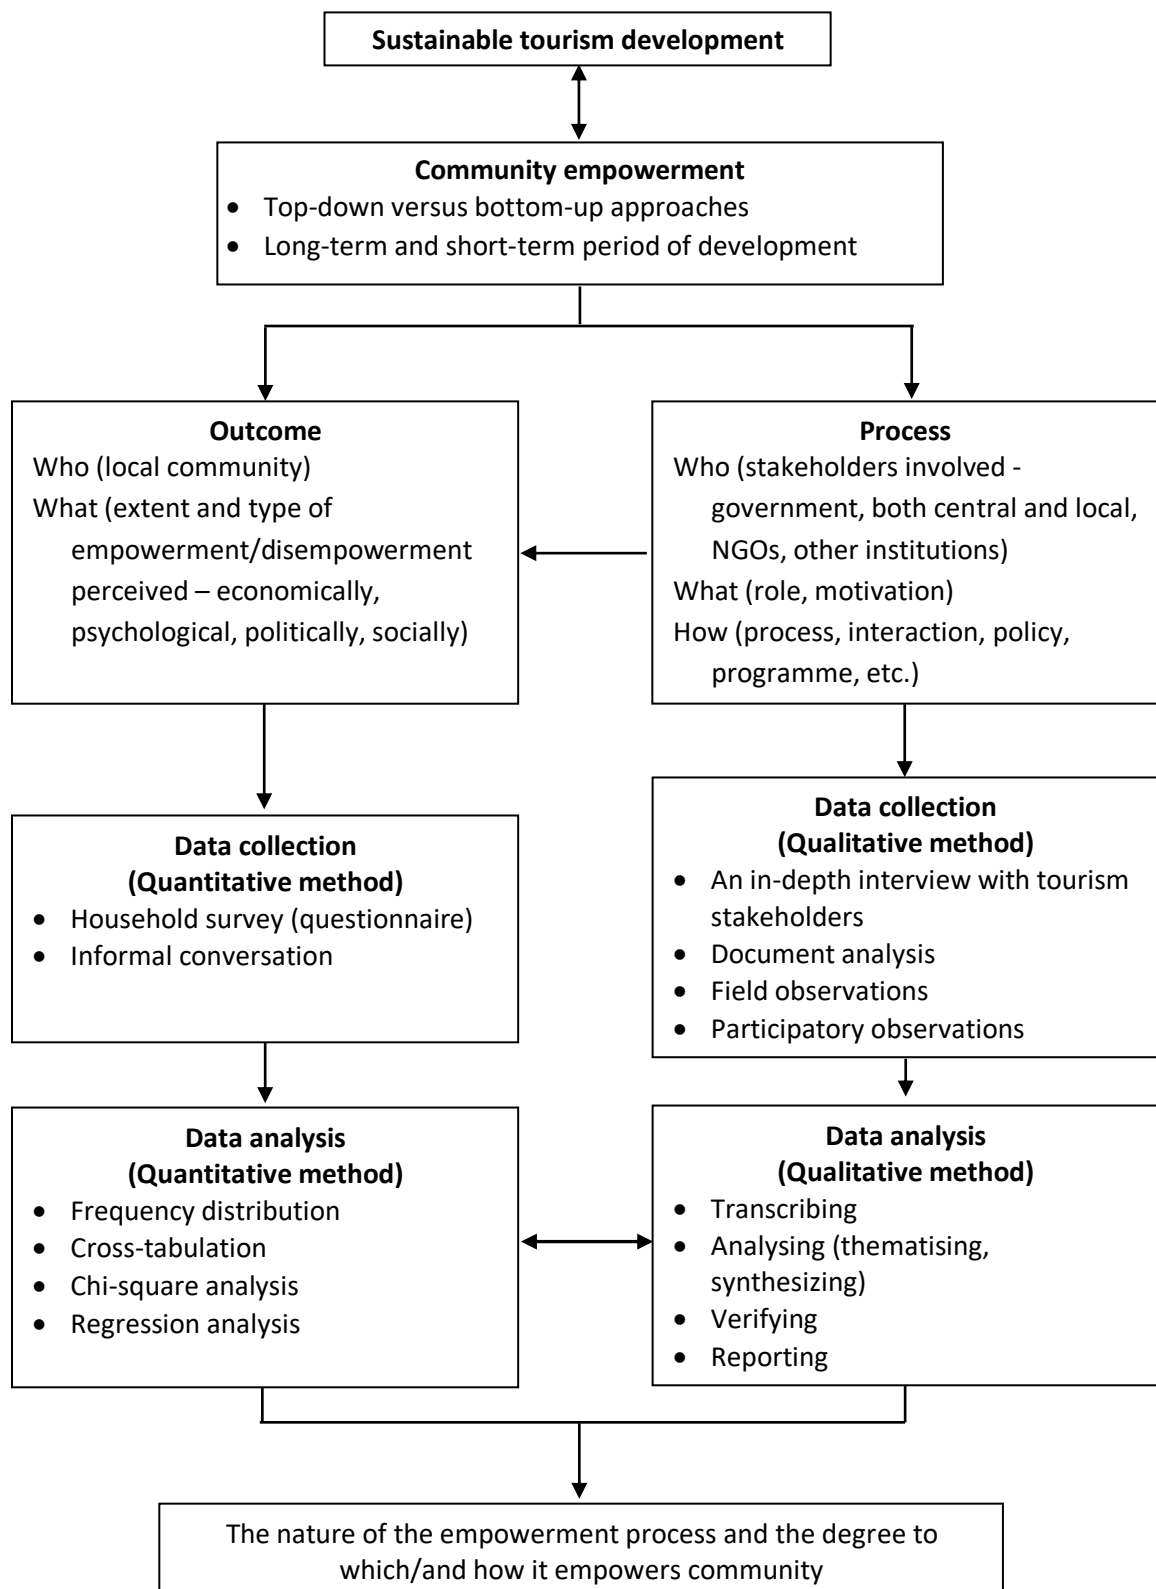 Sustainable tourism development
Community empowerment
• Top-down versus bottom-up approaches
• Long-term and short-term period of development
Outcome
Who (local community)
What (extent and type of
empowerment/disempowerment
perceived – economically,
psychological, politically, socially)
Process
Who (stakeholders involved -
government, both central and local,
NGOs, other institutions)
What (role, motivation)
How (process, interaction, policy,
programme, etc.)
Data collection
(Quantitative method)
• Household survey (questionnaire)
• Informal conversation
Data collection
(Qualitative method)
• An in-depth interview with tourism
stakeholders
• Document analysis
• Field observations
• Participatory observations
Data analysis
(Quantitative method)
• Frequency distribution
• Cross-tabulation
• Chi-square analysis
• Regression analysis
Data analysis
(Qualitative method)
• Transcribing
• Analysing (thematising,
synthesizing)
• Verifying
• Reporting
The nature of the empowerment process and the degree to
which/and how it empowers community